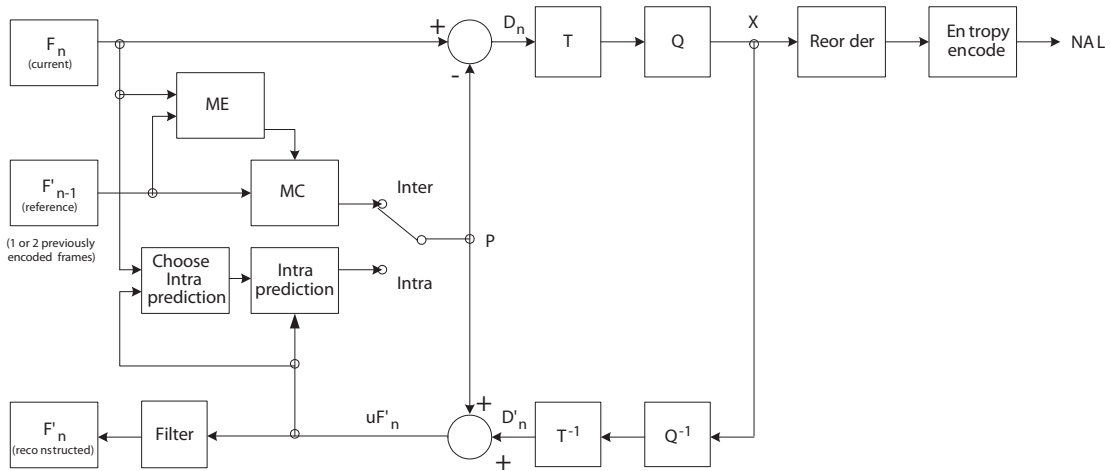 F n
(current)
+
-
D n
T
Q
X
Reor der
En tropy
encode
NAL
ME
F' n-1
(reference)
(1 or 2 previously
encoded frames)
MC
Inter
P
Choose
Intra
prediction
Intra
prediction
Intra
F' n
(reco nstructed)
Filter
uF' n
+
+
D' n
T -1
Q -1